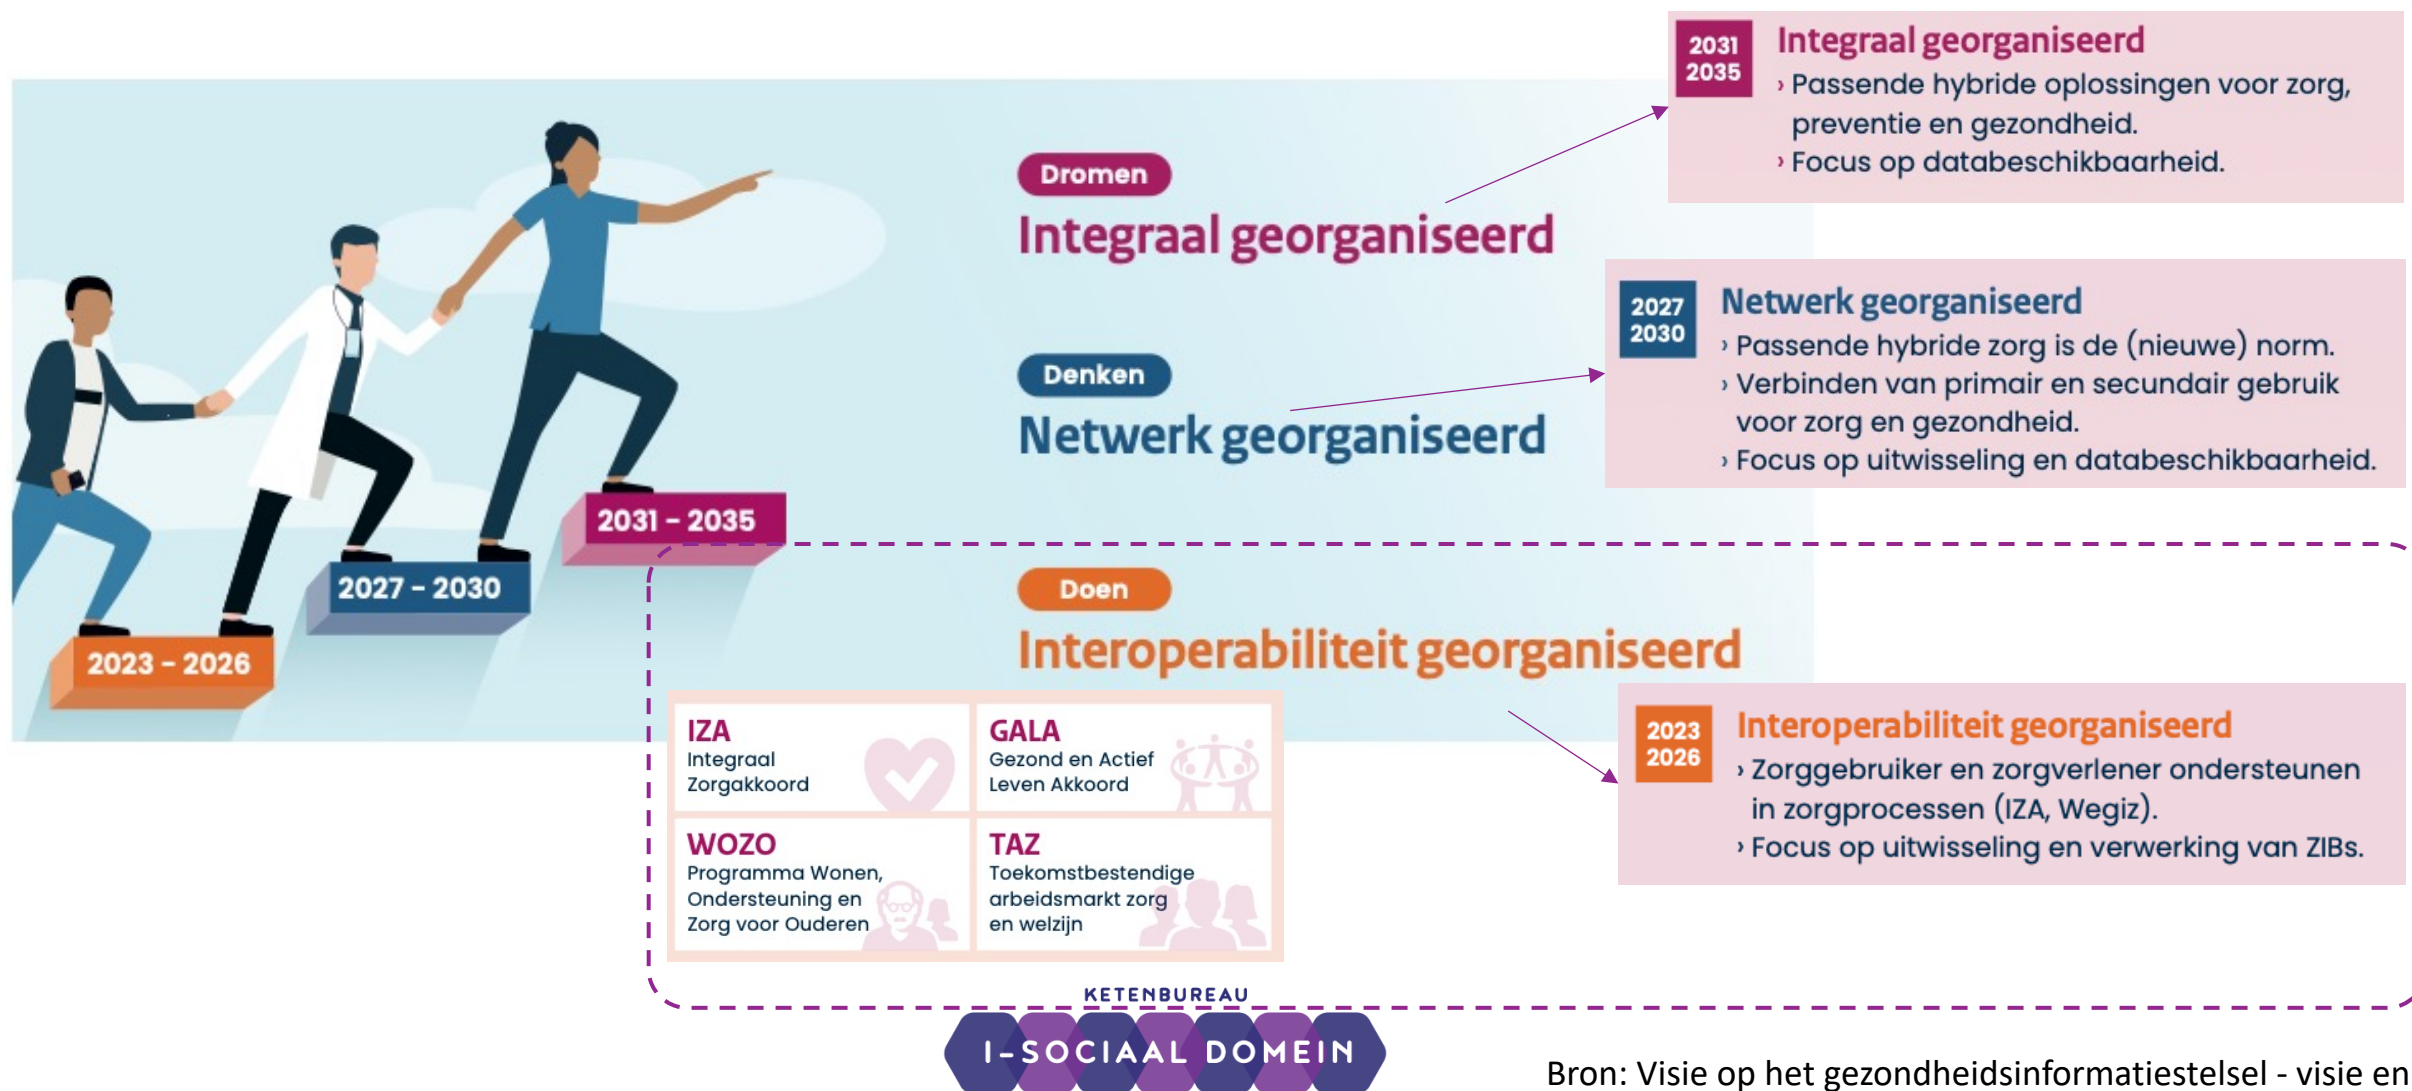 2031
2035
Integraal georganiseerd
› Passende hybride oplossingen voor zorg,
preventie en gezondheid.
› Focus op databeschikbaarheid.
Dromen
Integraal georganiseerd
2027
2030
Netwerk georganiseerd
› Passende hybride zorg is de (nieuwe) norm.
› Verbinden van primair en secundair gebruik
voor zorg en gezondheid.
› Focus op uitwisseling en databeschikbaarheid.
Denken
Netwerk georganiseerd
2031 – 2035
2027 – 2030
2023 – 2026
Doen
Interoperabiliteit georganiseerd
IZA
Integraal
Zorgakkoord
GALA
Gezond en Actief
Leven Akkoord
WOZO
Programma Wonen,
Ondersteuning en
Zorg voor Ouderen
TAZ
Toekomstbestendige
arbeidsmarkt zorg
en welzijn
2023
2026
Interoperabiliteit georganiseerd
› Zorggebruiker en zorgverlener ondersteunen
in zorgprocessen (IZA, Wegiz).
› Focus op uitwisseling en verwerking van ZIBs.
KETENBUREAU
I-SOCIAAL DOMEIN
Bron: Visie op het gezondheidsinformatiestelsel - visie en